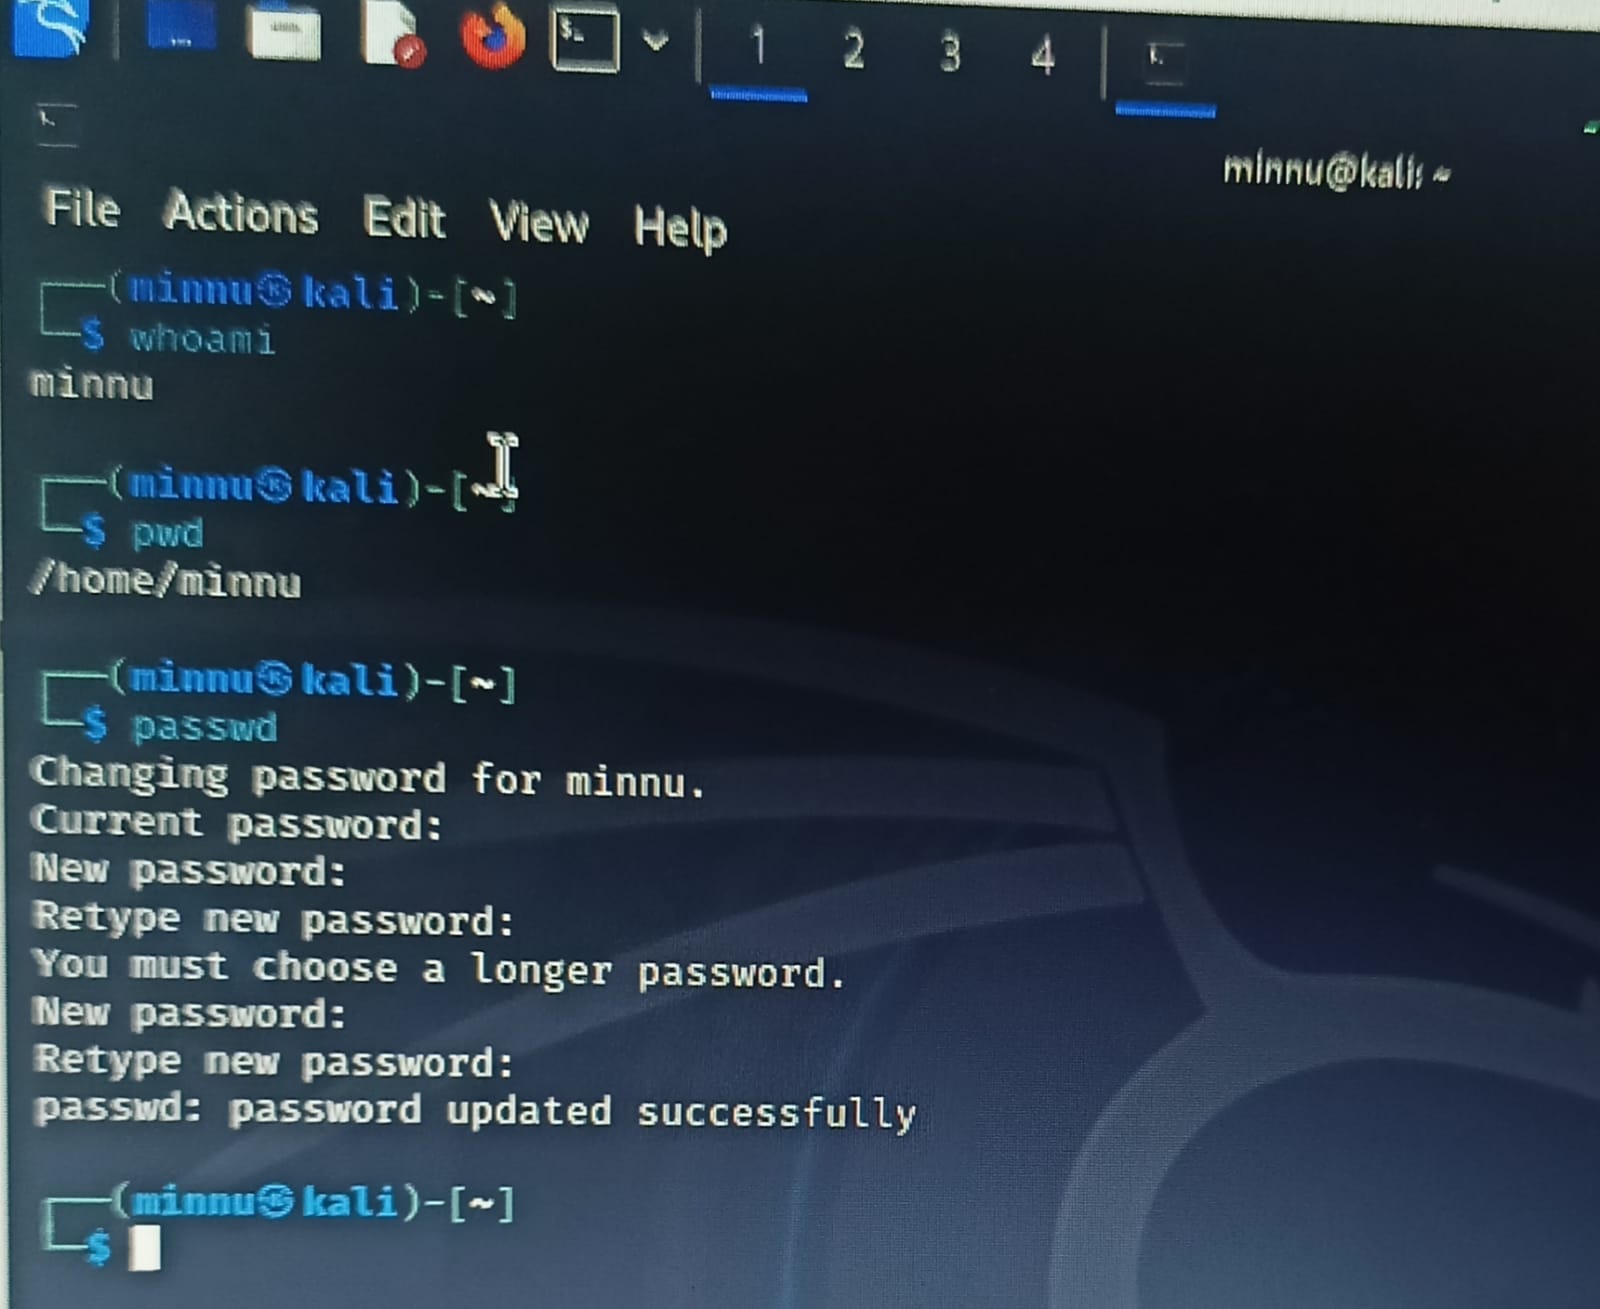 1 2 3 4
minnu@kali: ~
File Actions Edit View Help
(minnu㉿kali)-[~]
$ whoami
minnu
(minnu㉿kali)-[~]
$ pwd
/home/minnu
(minnu㉿kali)-[~]
$ passwd
Changing password for minnu.
Current password:
New password:
Retype new password:
You must choose a longer password.
New password:
Retype new password:
passwd: password updated successfully
(minnu㉿kali)-[~]
$